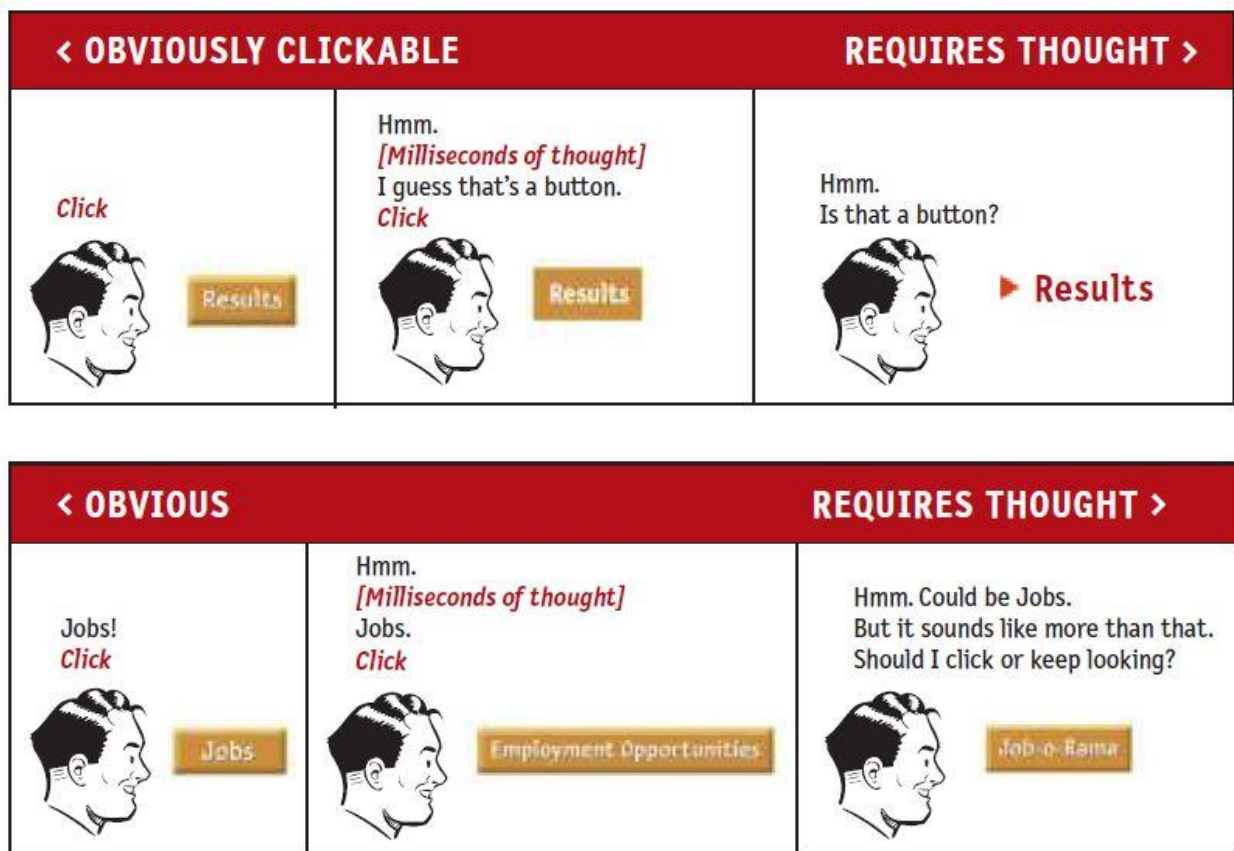 < OBVIOUSLY CLICKABLE
REQUIRES THOUGHT >
Click
Results
Hmm.
[Milliseconds of thought]
I guess that's a button.
Click
Results
Hmm.
Is that a button?
Results
< OBVIOUS
REQUIRES THOUGHT >
Jobs!
Click
Jobs
Hmm.
[Milliseconds of thought]
Jobs.
Click
Employment Opportunities
Hmm. Could be Jobs.
But it sounds like more than that.
Should I click or keep looking?
Job-o-Rama